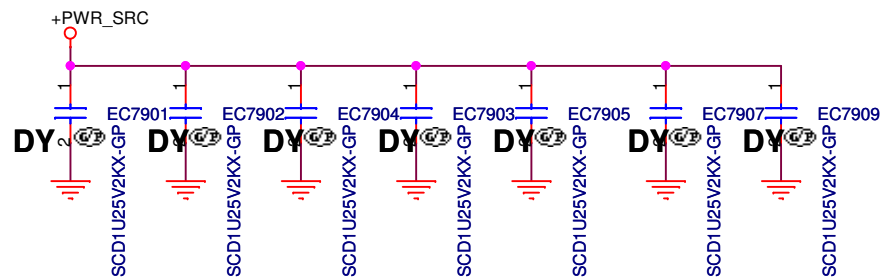 +PWR_SRC
1 1 1 1 1 1 1
EC7901 EC7902 EC7904 EC7903 EC7905 EC7907 EC7909
DY DY DY DY DY DY DY
G/P G/P G/P G/P G/P G/P G/P
2
SCD1U25V2KX-GP
SCD1U25V2KX-GP
SCD1U25V2KX-GP
SCD1U25V2KX-GP
SCD1U25V2KX-GP
SCD1U25V2KX-GP
SCD1U25V2KX-GP